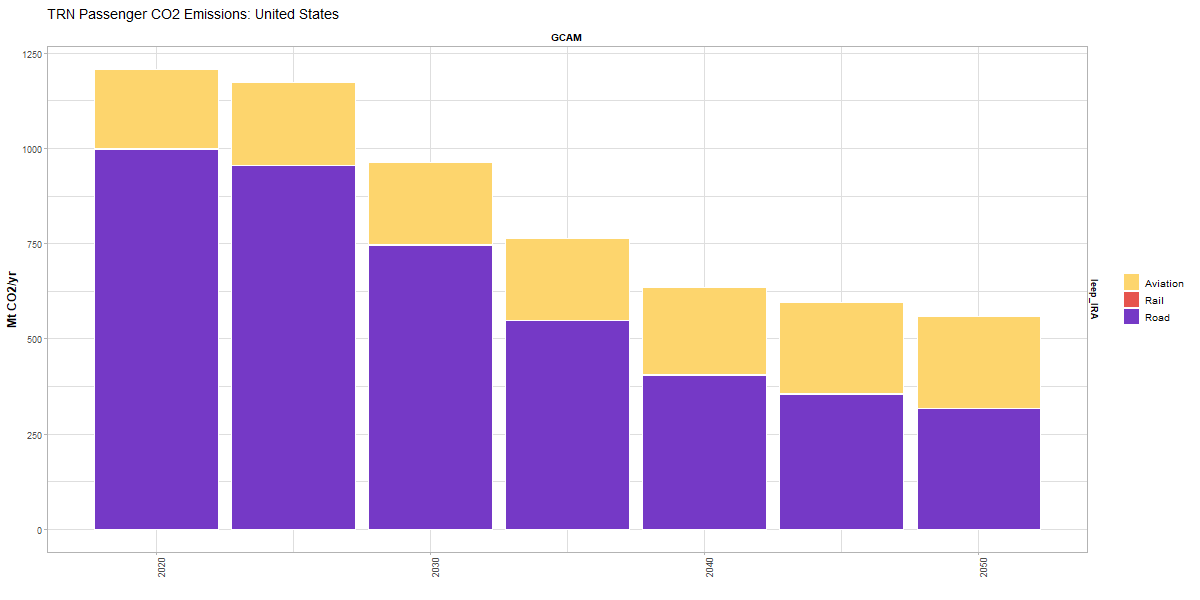 TRN Passenger CO2 Emissions: United States
GCAM
Mt CO2/yr
1250
1000
750
500
250
0
2020
2030
2040
2050
leep_IRA
Aviation
Rail
Road